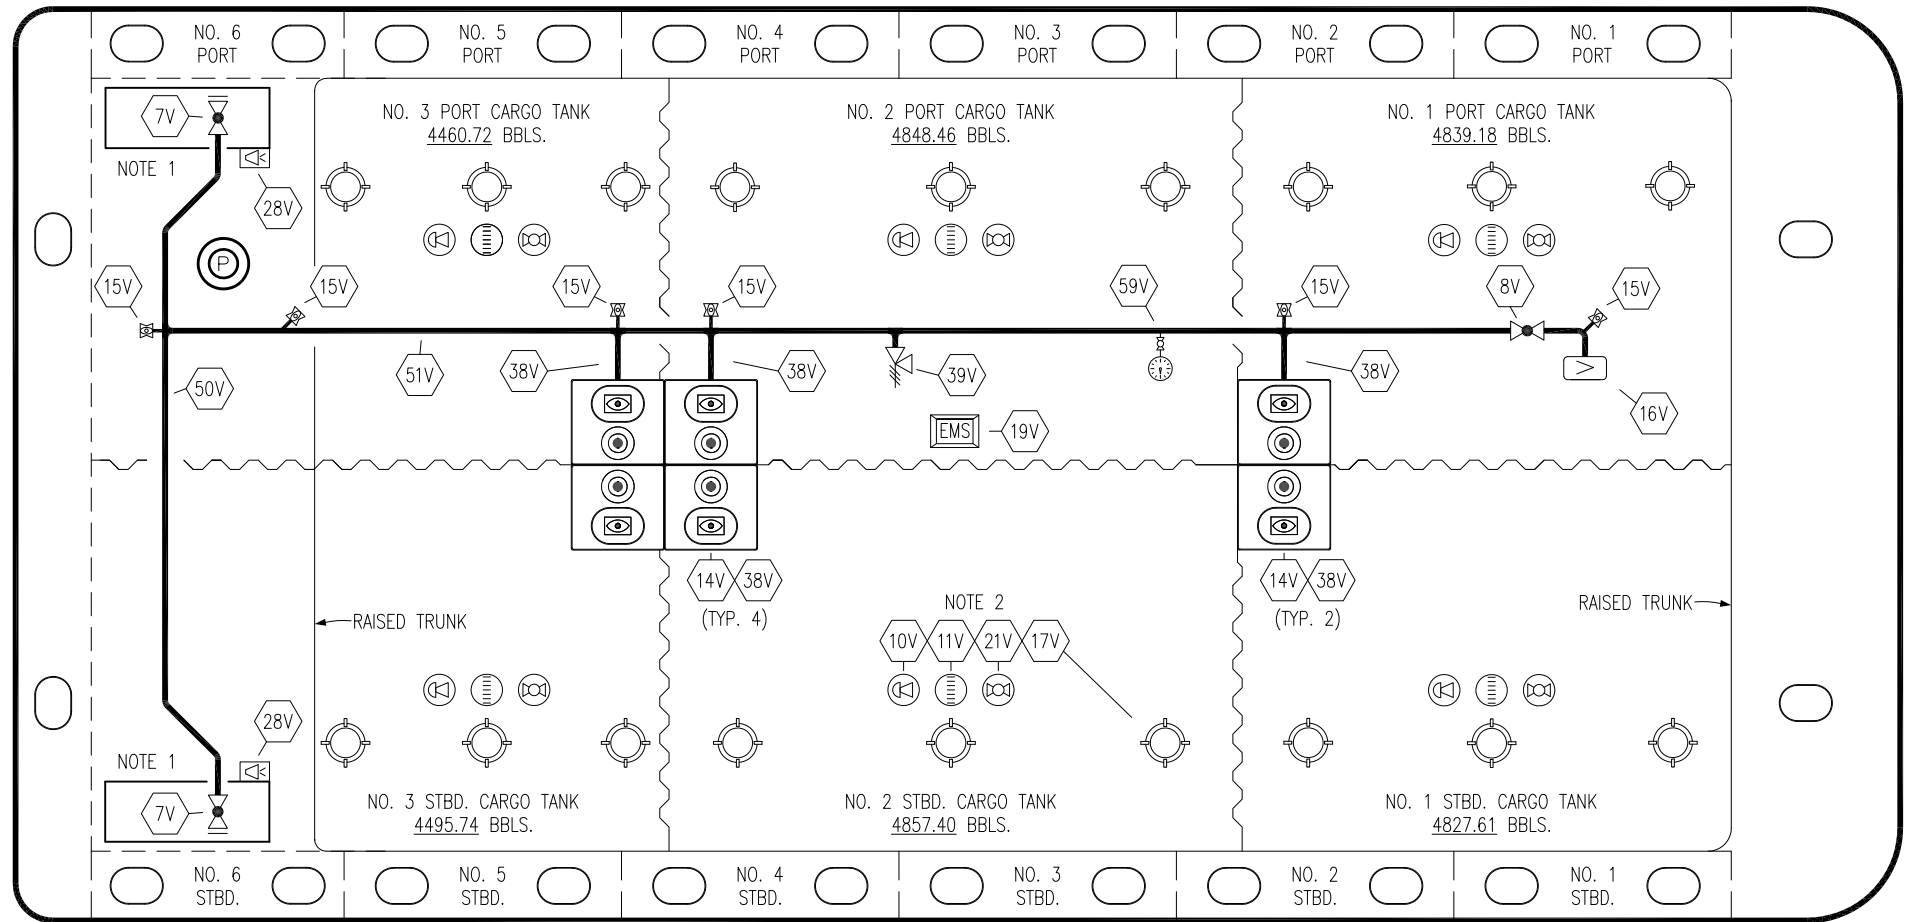 NO. 6
PORT
NO. 5
PORT
NO. 4
PORT
NO. 3
PORT
NO. 2
PORT
NO. 1
PORT
7V
NOTE 1
28V
NO. 3 PORT CARGO TANK
4460.72 BBLS.
NO. 2 PORT CARGO TANK
4848.46 BBLS.
NO. 1 PORT CARGO TANK
4839.18 BBLS.
P
15V
15V
15V
15V
59V
15V
8V
15V
50V
51V
38V
38V
39V
38V
16V
EMS
19V
14V
38V
(TYP. 4)
14V
38V
(TYP. 2)
RAISED TRUNK
NOTE 2
10V
11V
21V
17V
RAISED TRUNK
28V
NOTE 1
7V
NO. 3 STBD. CARGO TANK
4495.74 BBLS.
NO. 2 STBD. CARGO TANK
4857.40 BBLS.
NO. 1 STBD. CARGO TANK
4827.61 BBLS.
NO. 6
STBD.
NO. 5
STBD.
NO. 4
STBD.
NO. 3
STBD.
NO. 2
STBD.
NO. 1
STBD.